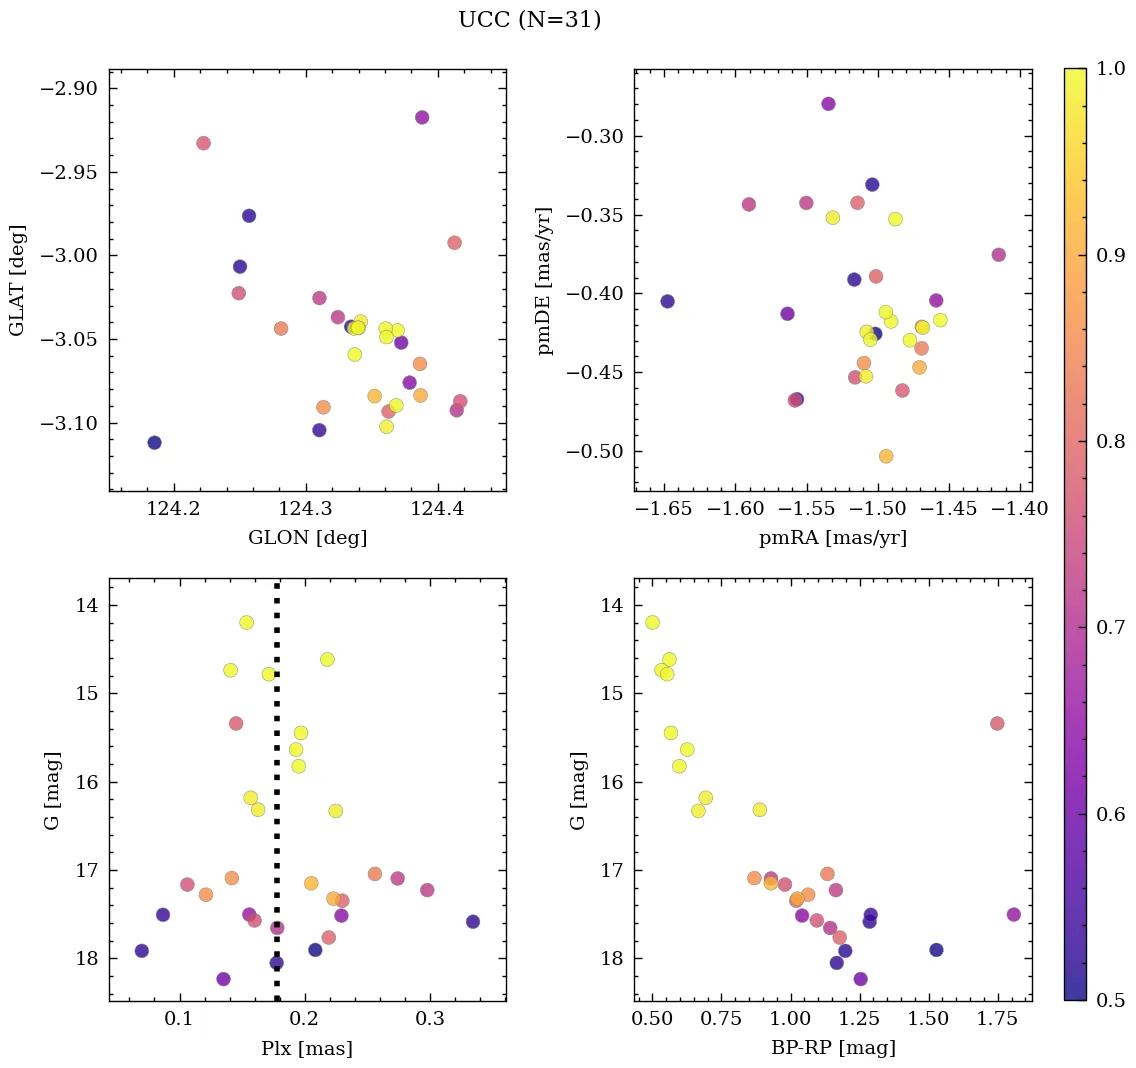 UCC (N=31)
−2.90
−2.95
−3.00
−3.05
−3.10
GLAT [deg]
124.2 124.3 124.4
GLON [deg]
−0.30
−0.35
−0.40
−0.45
−0.50
pmDE [mas/yr]
−1.65 −1.60 −1.55 −1.50 −1.45 −1.40
pmRA [mas/yr]
14
15
16
17
18
G [mag]
0.1 0.2 0.3
Plx [mas]
14
15
16
17
18
G [mag]
0.50 0.75 1.00 1.25 1.50 1.75
BP-RP [mag]
1.0
0.9
0.8
0.7
0.6
0.5